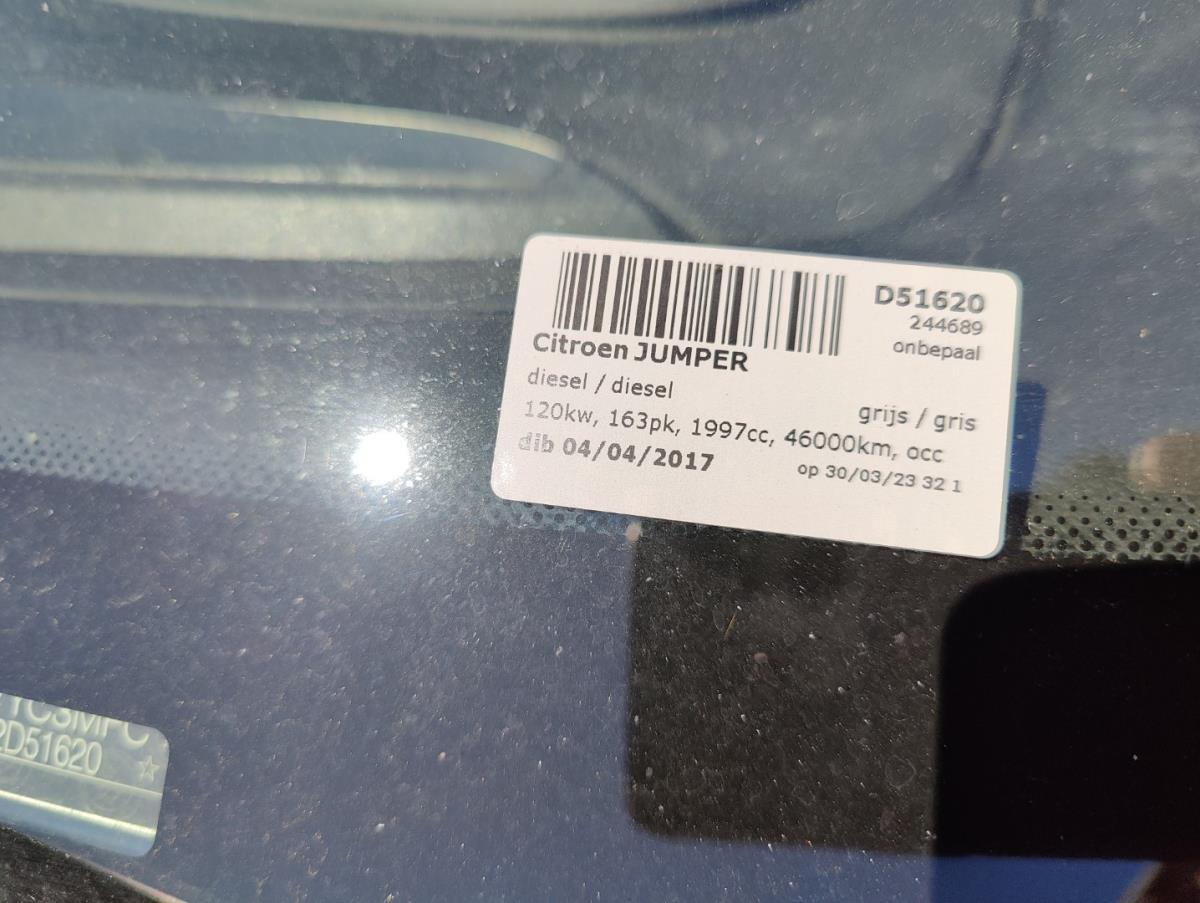 D51620
244689
onbepaal
Citroen JUMPER
diesel / diesel
grijs / gris
120kw, 163pk, 1997cc, 46000km, occ
dib 04/04/2017
op 30/03/23 32 1
2D51620 ☆